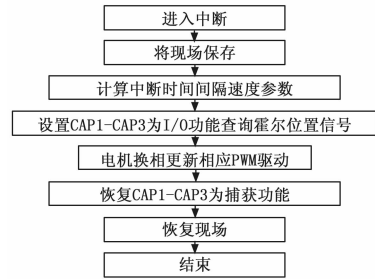 进入中断
将现场保存
计算中断时间间隔速度参数
设置CAP1-CAP3为I/O功能查询霍尔位置信号
电机换相更新相应PWM驱动
恢复CAP1-CAP3为捕获功能
恢复现场
结束